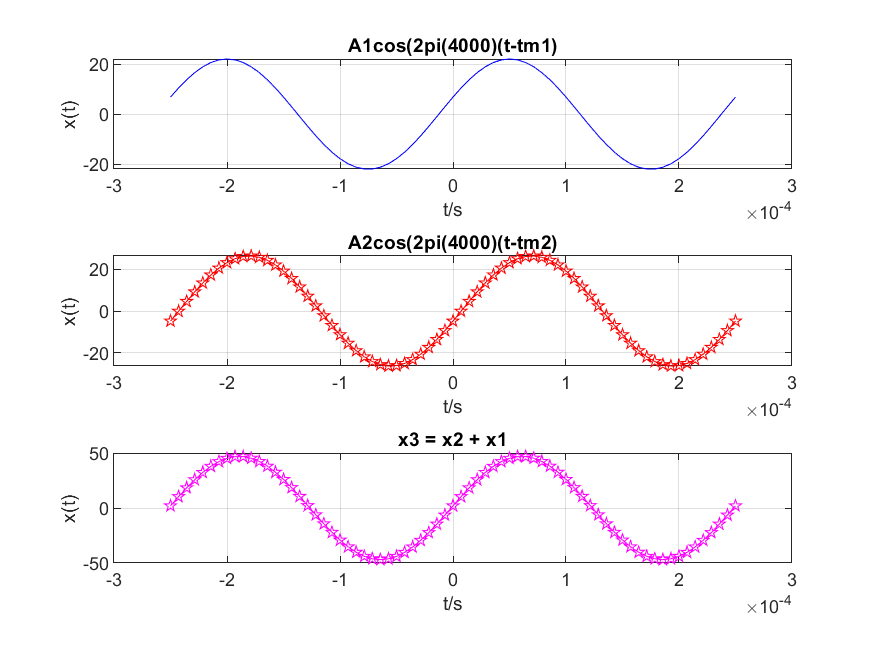 A1cos(2pi(4000)(t-tm1)
x(t)
20
0
-20
-3 -2 -1 0 1 2 3
t/s
×10-4
A2cos(2pi(4000)(t-tm2)
x(t)
20
0
-20
-3 -2 -1 0 1 2 3
t/s
×10-4
x3 = x2 + x1
x(t)
50
0
-50
-3 -2 -1 0 1 2 3
t/s
×10-4